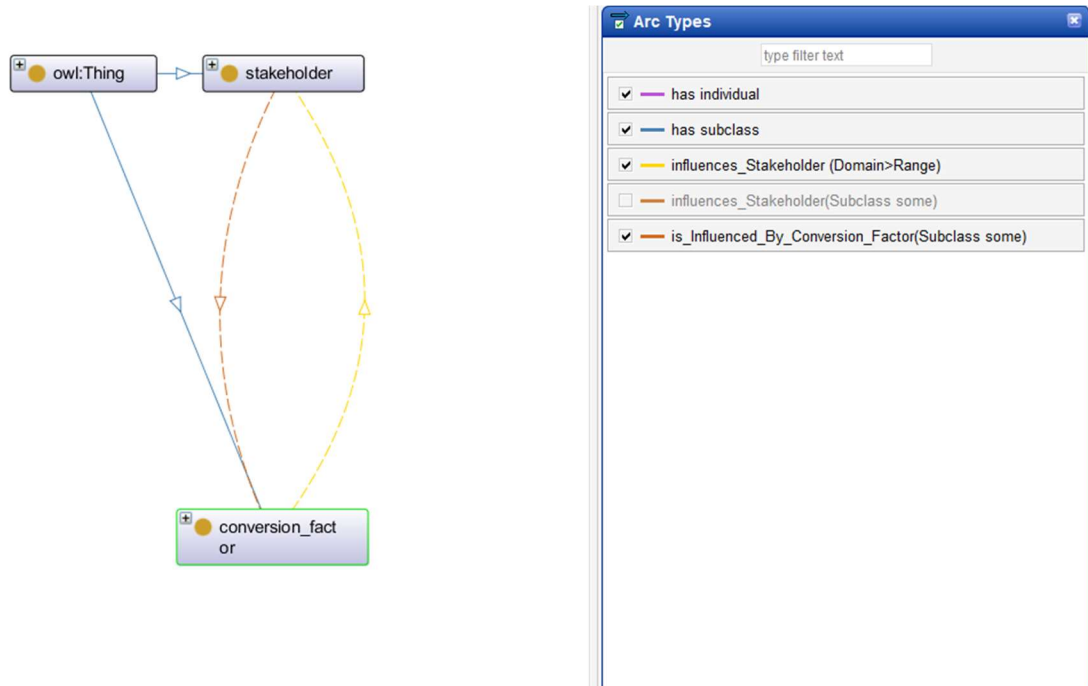 owl:Thing
stakeholder
conversion_fact
or
Arc Types
type filter text
has individual
has subclass
influences_Stakeholder (Domain>Range)
influences_Stakeholder(Subclass some)
is_Influenced_By_Conversion_Factor(Subclass some)